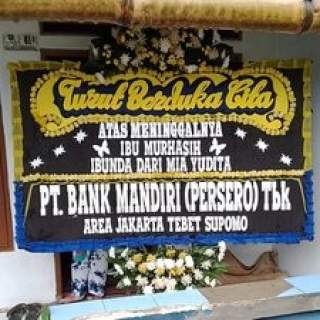 Turut Berduka Cita
ATAS MENINGGALNYA
IBU MURHASIH
IBUNDA DARI MIA YUDITA
PT. BANK MANDIRI (PERSERO) Tbk
AREA JAKARTA TEBET SUPOMO